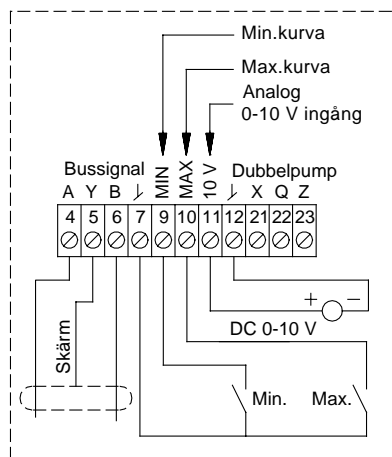 Min.kurva
Max.kurva
Analog
0-10 V ingång
Bussignal
Dubbelpump
A Y B MIN MAX 10 V X Q Z
4 5 6 7 9 10 11 12 21 22 23
+ −
DC 0-10 V
Skärm
Min.
Max.